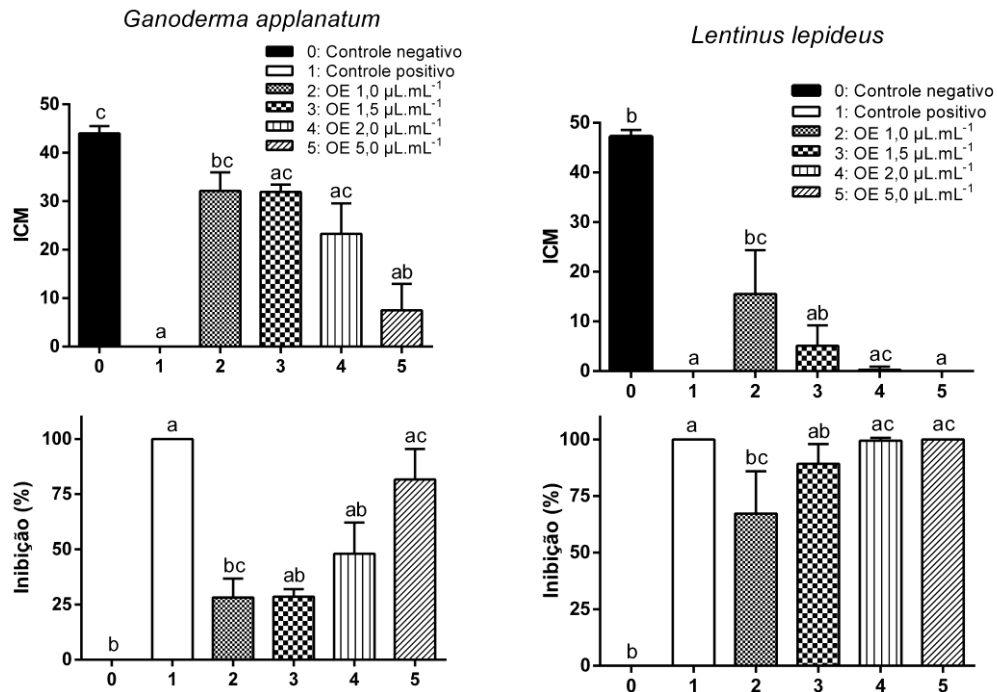 Ganoderma applanatum
0: Controle negativo
1: Controle positivo
2: OE 1,0 µL.mL⁻¹
3: OE 1,5 µL.mL⁻¹
4: OE 2,0 µL.mL⁻¹
5: OE 5,0 µL.mL⁻¹
ICM
50
40
30
20
10
0
c
a
bc
ac
ac
ab
0 1 2 3 4 5
Lentinus lepideus
0: Controle negativo
1: Controle positivo
2: OE 1,0 µL.mL⁻¹
3: OE 1,5 µL.mL⁻¹
4: OE 2,0 µL.mL⁻¹
5: OE 5,0 µL.mL⁻¹
ICM
50
40
30
20
10
0
b
a
bc
ab
ac
a
0 1 2 3 4 5
Inibição (%)
100
75
50
25
0
b
a
bc
ab
ab
ac
0 1 2 3 4 5
Inibição (%)
100
75
50
25
0
b
a
bc
ab
ac
ac
0 1 2 3 4 5